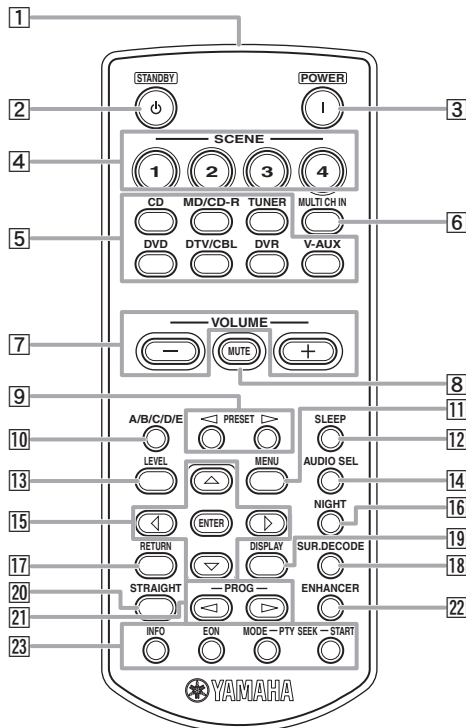 1
STANDBY POWER
2 3
SCENE
4 1 2 3 4
CD MD/CD-R TUNER MULTI CH IN
5 6
DVD DTV/CBL DVR V-AUX
VOLUME
7 MUTE
8
9 11
A/B/C/D/E PRESET SLEEP
10 12
LEVEL MENU AUDIO SEL
13 14
NIGHT
15 ENTER 16
19
RETURN DISPLAY SUR.DECODE
17 18
20 STRAIGHT PROG ENHANCER
21 22
INFO EON MODE PTY SEEK START
23
YAMAHA